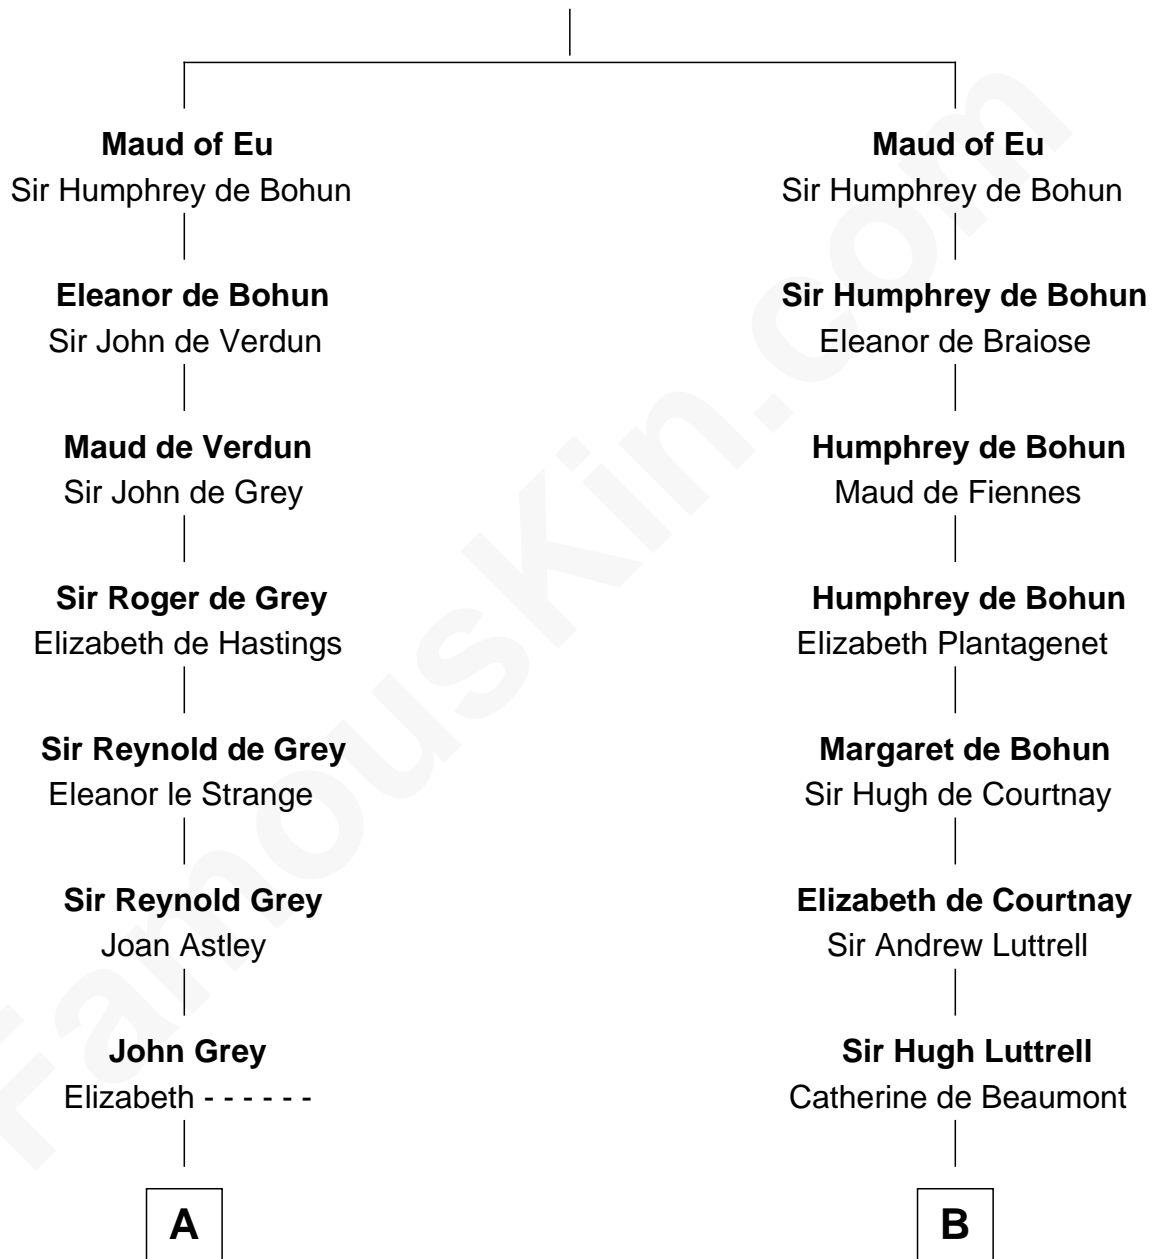 Maud of Eu
Sir Humphrey de Bohun
Eleanor de Bohun
Sir John de Verdun
Maud de Verdun
Sir John de Grey
Sir Roger de Grey
Elizabeth de Hastings
Sir Reynold de Grey
Eleanor le Strange
Sir Reynold Grey
Joan Astley
John Grey
Elizabeth - - - - - -
A
Maud of Eu
Sir Humphrey de Bohun
Sir Humphrey de Bohun
Eleanor de Braiose
Humphrey de Bohun
Maud de Fiennes
Humphrey de Bohun
Elizabeth Plantagenet
Margaret de Bohun
Sir Hugh de Courtnay
Elizabeth de Courtnay
Sir Andrew Luttrell
Sir Hugh Luttrell
Catherine de Beaumont
B
FamousKin.com